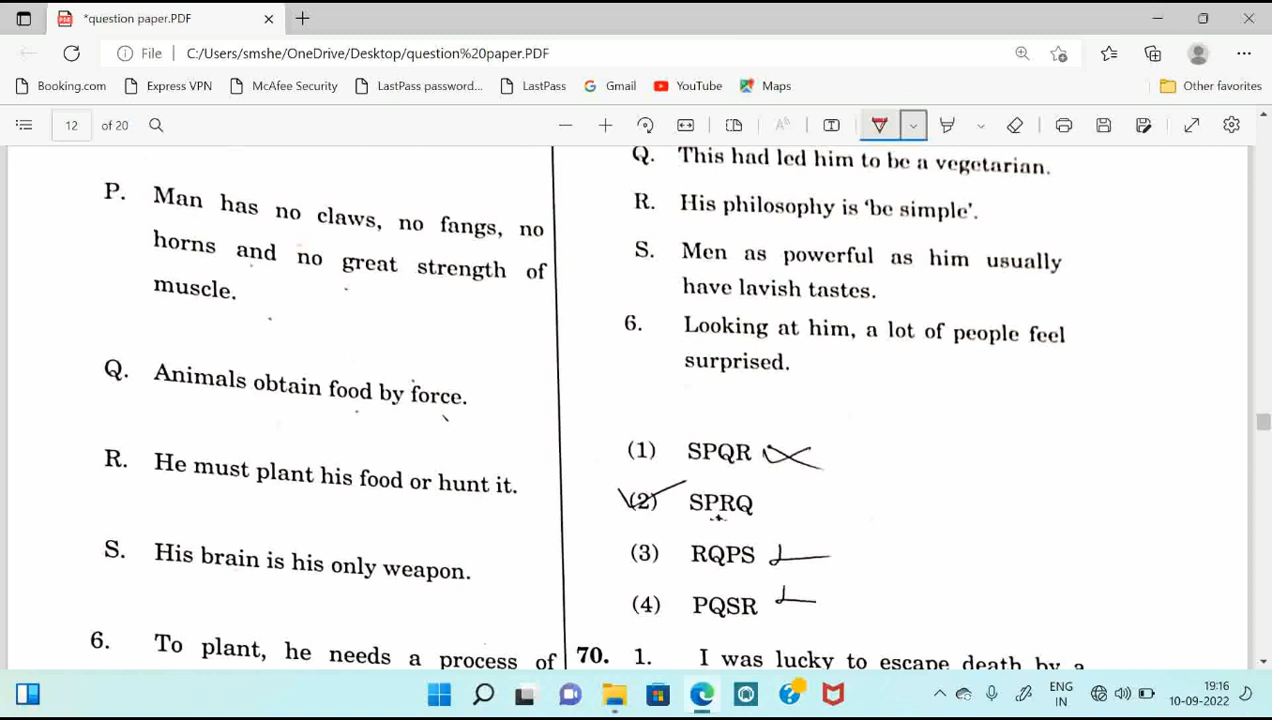 *question paper.PDF
File
C:/Users/smshe/OneDrive/Desktop/question%20paper.PDF
Booking.com
Express VPN
McAfee Security
LastPass password...
LastPass
Gmail
YouTube
Maps
Other favorites
12 of 20
P. Man has no claws, no fangs, no
horns and no great strength of
muscle.
Q. Animals obtain food by force.
R. He must plant his food or hunt it.
S. His brain is his only weapon.
6. To plant, he needs a process of
Q. This had led him to be a vegetarian.
R. His philosophy is 'be simple'.
S. Men as powerful as him usually
have lavish tastes.
6. Looking at him, a lot of people feel
surprised.
(1) SPQR
(2) SPRQ
(3) RQPS
(4) PQSR
70. 1. I was lucky to escape death by a
ENG
IN
19:16
10-09-2022